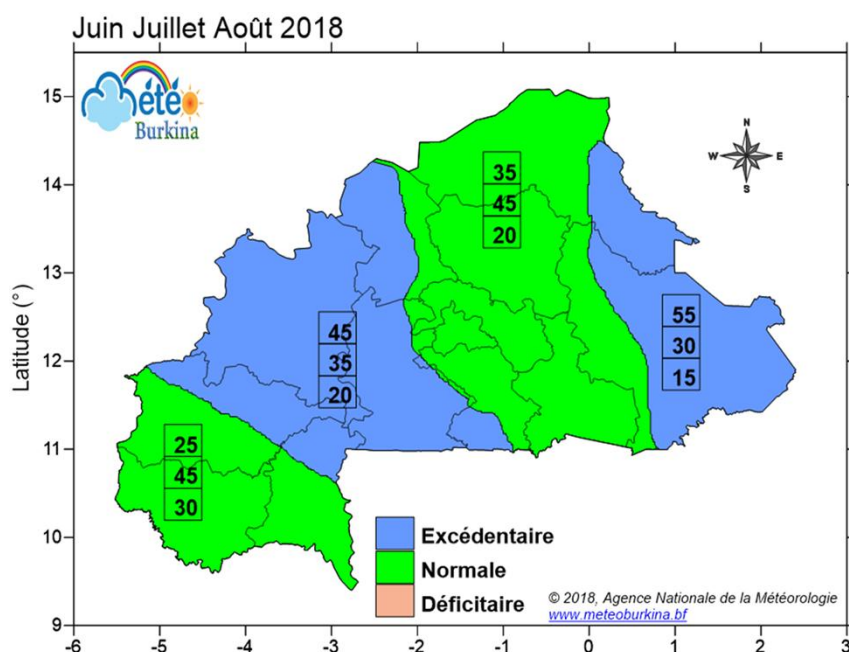 Juin Juillet Août 2018
Météo
Burkina
N
W E
S
Latitude (°)
15
14
13
12
11
10
9
35
45
20
45
35
20
55
30
15
25
45
30
Excédentaire
Normale
Déficitaire
© 2018, Agence Nationale de la Météorologie
www.meteoburkina.bf
-6 -5 -4 -3 -2 -1 0 1 2 3